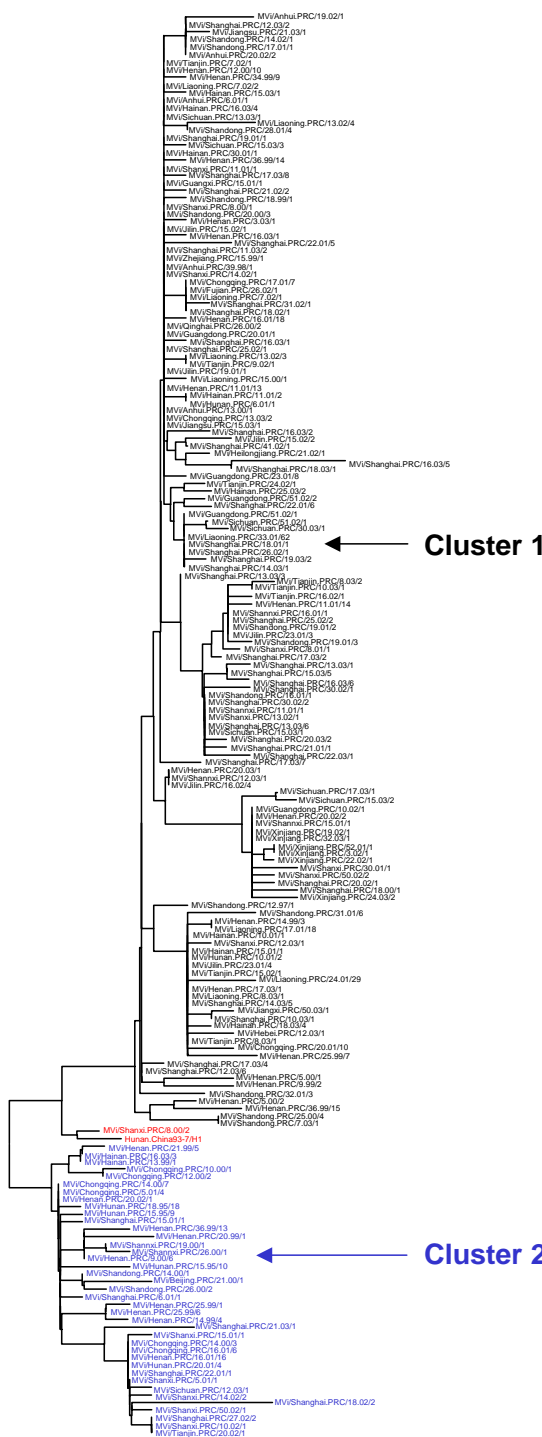 MVi/Anhui.PRC/19.02/1
MVi/Shanghai.PRC/12.03/2
MVi/Jiangsu.PRC/21.03/1
MVi/Shandong.PRC/14.02/1
MVi/Shandong.PRC/17.01/1
MVi/Anhui.PRC/20.02/2
MVi/Tianjin.PRC/7.02/1
MVi/Henan.PRC/12.00/10
MVi/Henan.PRC/34.99/9
MVi/Liaoning.PRC/7.02/2
MVi/Hainan.PRC/15.03/1
MVi/Anhui.PRC/6.01/1
MVi/Hainan.PRC/16.03/4
MVi/Sichuan.PRC/13.03/1
MVi/Liaoning.PRC/13.02/4
MVi/Shandong.PRC/28.01/4
MVi/Shanghai.PRC/19.01/1
MVi/Sichuan.PRC/15.03/3
MVi/Hainan.PRC/30.01/1
MVi/Henan.PRC/36.99/14
MVi/Shanxi.PRC/11.01/1
MVi/Shanghai.PRC/17.03/8
MVi/Guangxi.PRC/15.01/1
MVi/Shanghai.PRC/21.02/2
MVi/Shandong.PRC/18.99/1
MVi/Shanxi.PRC/8.00/1
MVi/Shandong.PRC/20.00/3
MVi/Henan.PRC/3.03/1
MVi/Jilin.PRC/15.02/1
MVi/Henan.PRC/16.03/1
MVi/Shanghai.PRC/22.01/5
MVi/Shanghai.PRC/11.03/2
MVi/Zhejiang.PRC/15.99/1
MVi/Anhui.PRC/39.98/1
MVi/Shanxi.PRC/14.02/1
MVi/Chongqing.PRC/17.01/7
MVi/Fujian.PRC/26.02/1
MVi/Liaoning.PRC/7.02/1
MVi/Shanghai.PRC/31.02/1
MVi/Shanghai.PRC/18.02/1
MVi/Henan.PRC/16.01/18
MVi/Qinghai.PRC/26.00/2
MVi/Guangdong.PRC/20.01/1
MVi/Shanghai.PRC/16.03/1
MVi/Shanghai.PRC/25.02/1
MVi/Liaoning.PRC/13.02/3
MVi/Tianjin.PRC/9.02/1
MVi/Jilin.PRC/19.01/1
MVi/Liaoning.PRC/15.00/1
MVi/Henan.PRC/11.01/13
MVi/Hainan.PRC/11.01/2
MVi/Hunan.PRC/6.01/1
MVi/Anhui.PRC/13.00/1
MVi/Chongqing.PRC/13.03/2
MVi/Jiangsu.PRC/15.03/1
MVi/Shanghai.PRC/16.03/2
MVi/Jilin.PRC/15.02/2
MVi/Shanghai.PRC/41.02/1
MVi/Heilongjiang.PRC/21.02/1
MVi/Shanghai.PRC/16.03/5
MVi/Shanghai.PRC/18.03/1
MVi/Guangdong.PRC/23.01/8
MVi/Tianjin.PRC/24.02/1
MVi/Hainan.PRC/25.03/2
MVi/Guangdong.PRC/51.02/2
MVi/Shanghai.PRC/22.01/6
MVi/Guangdong.PRC/51.02/1
MVi/Sichuan.PRC/51.02/1
MVi/Sichuan.PRC/30.03/1
MVi/Liaoning.PRC/33.01/62
MVi/Shanghai.PRC/18.01/1
Cluster 1
MVi/Shanghai.PRC/26.02/1
MVi/Shanghai.PRC/19.03/2
MVi/Shanghai.PRC/14.03/1
MVi/Shanghai.PRC/13.03/3
MVi/Tianjin.PRC/8.03/2
MVi/Tianjin.PRC/10.03/1
MVi/Tianjin.PRC/16.02/1
MVi/Henan.PRC/11.01/14
MVi/Shannxi.PRC/16.01/1
MVi/Shanghai.PRC/25.02/2
MVi/Shandong.PRC/19.01/2
MVi/Jilin.PRC/23.01/3
MVi/Shandong.PRC/19.01/3
MVi/Shanxi.PRC/8.01/1
MVi/Shanghai.PRC/17.03/2
MVi/Shanghai.PRC/13.03/1
MVi/Shanghai.PRC/15.03/5
MVi/Shanghai.PRC/16.03/6
MVi/Shanghai.PRC/30.02/1
MVi/Shandong.PRC/16.01/1
MVi/Shanghai.PRC/30.02/2
MVi/Shannxi.PRC/11.01/1
MVi/Shanxi.PRC/13.02/1
MVi/Shanghai.PRC/13.03/6
MVi/Sichuan.PRC/15.03/1
MVi/Shanghai.PRC/20.03/2
MVi/Shanghai.PRC/21.01/1
MVi/Shanghai.PRC/22.03/1
MVi/Shanghai.PRC/17.03/7
MVi/Henan.PRC/20.03/1
MVi/Shannxi.PRC/12.03/1
MVi/Jilin.PRC/16.02/4
MVi/Sichuan.PRC/17.03/1
MVi/Sichuan.PRC/15.03/2
MVi/Guangdong.PRC/10.02/1
MVi/Henan.PRC/20.02/2
MVi/Shannxi.PRC/15.01/1
MVi/Xinjiang.PRC/19.02/1
MVi/Xinjiang.PRC/32.03/1
MVi/Xinjiang.PRC/52.01/1
MVi/Xinjiang.PRC/3.02/1
MVi/Xinjiang.PRC/22.02/1
MVi/Shanxi.PRC/30.01/1
MVi/Shanxi.PRC/50.02/2
MVi/Shanghai.PRC/20.02/1
MVi/Shanghai.PRC/18.00/1
MVi/Xinjiang.PRC/24.03/2
MVi/Shandong.PRC/12.97/1
MVi/Shandong.PRC/31.01/6
MVi/Henan.PRC/14.99/3
MVi/Liaoning.PRC/17.01/18
MVi/Hainan.PRC/10.01/1
MVi/Shanxi.PRC/12.03/1
MVi/Hainan.PRC/15.01/1
MVi/Hunan.PRC/10.01/2
MVi/Jilin.PRC/23.01/4
MVi/Tianjin.PRC/15.02/1
MVi/Liaoning.PRC/24.01/29
MVi/Henan.PRC/17.03/1
MVi/Liaoning.PRC/8.03/1
MVi/Shanghai.PRC/14.03/5
MVi/Jiangxi.PRC/50.03/1
MVi/Shanghai.PRC/10.03/1
MVi/Hainan.PRC/18.03/4
MVi/Hebei.PRC/12.03/1
MVi/Tianjin.PRC/8.03/1
MVi/Chongqing.PRC/20.01/10
MVi/Henan.PRC/25.99/7
MVi/Shanghai.PRC/17.03/4
MVi/Shanghai.PRC/12.03/6
MVi/Henan.PRC/5.00/1
MVi/Henan.PRC/9.99/2
MVi/Shandong.PRC/32.01/3
MVi/Henan.PRC/5.00/2
MVi/Henan.PRC/36.99/15
MVi/Shandong.PRC/25.00/4
MVi/Shandong.PRC/7.03/1
MVi/Shanxi.PRC/8.00/2
Hunan.China93-7/H1
MVi/Henan.PRC/21.99/5
MVi/Hainan.PRC/16.03/3
MVi/Hainan.PRC/13.99/1
MVi/Chongqing.PRC/10.00/1
MVi/Chongqing.PRC/12.00/2
MVi/Chongqing.PRC/14.00/7
MVi/Chongqing.PRC/5.01/4
MVi/Henan.PRC/20.02/1
MVi/Hunan.PRC/18.95/18
MVi/Hunan.PRC/15.95/9
MVi/Shanghai.PRC/15.01/1
MVi/Henan.PRC/36.99/13
MVi/Henan.PRC/20.99/1
MVi/Shannxi.PRC/19.00/1
MVi/Shannxi.PRC/26.00/1
Cluster 2
MVi/Henan.PRC/9.00/6
MVi/Hunan.PRC/15.95/10
MVi/Shandong.PRC/14.00/1
MVi/Beijing.PRC/21.00/1
MVi/Shandong.PRC/26.00/2
MVi/Shanghai.PRC/6.01/1
MVi/Henan.PRC/25.99/1
MVi/Henan.PRC/25.99/6
MVi/Henan.PRC/14.99/4
MVi/Shanghai.PRC/21.03/1
MVi/Shanxi.PRC/15.01/1
MVi/Chongqing.PRC/14.00/3
MVi/Chongqing.PRC/16.01/6
MVi/Henan.PRC/16.01/16
MVi/Hunan.PRC/20.01/4
MVi/Shanghai.PRC/22.01/1
MVi/Shanxi.PRC/5.01/1
MVi/Sichuan.PRC/12.03/1
MVi/Shanxi.PRC/14.02/2
MVi/Shanghai.PRC/18.02/2
MVi/Shanxi.PRC/50.02/1
MVi/Shanghai.PRC/27.02/2
MVi/Shanxi.PRC/10.02/1
MVi/Tianjin.PRC/20.02/1